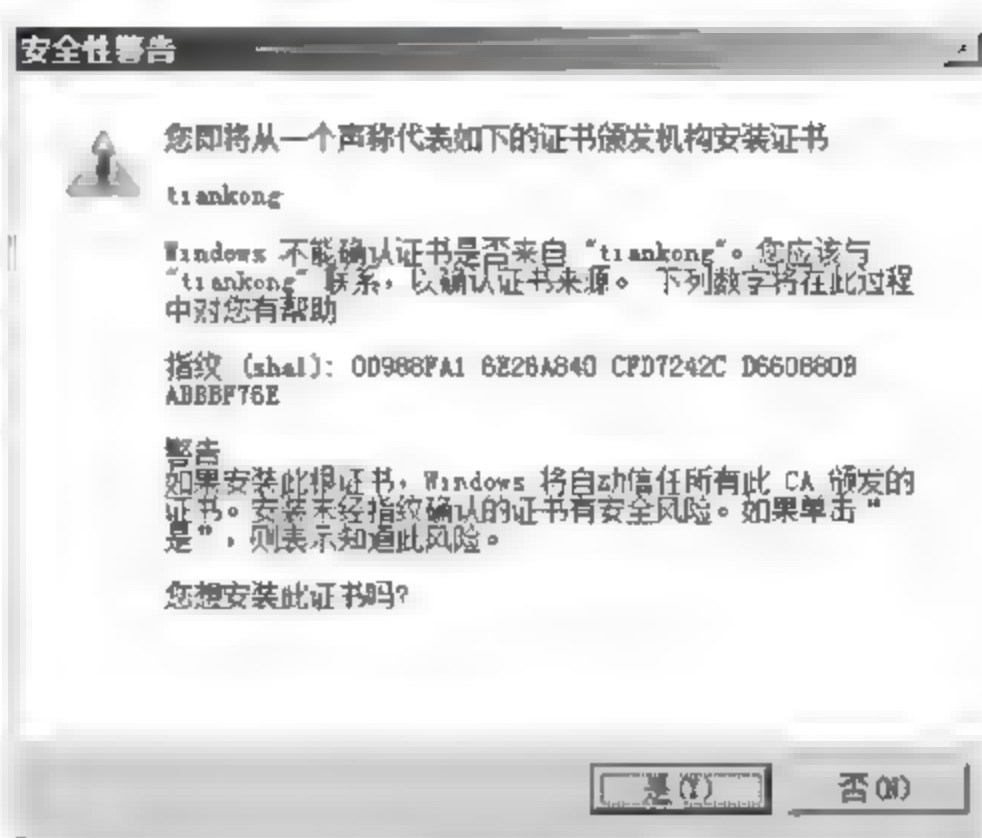 安全性警告
您即将从一个声称代表如下的证书颁发机构安装证书
tiankong
Windows 不能确认证书是否来自 "tiankong"。您应该与
"tiankong" 联系，以确认证书来源。 下列数字将在此过程
中对您有帮助
指纹 (sha1): 0D988FA1 6E28A840 CFD7242C D660880B
ABBBF76E
警告
如果安装此根证书，Windows 将自动信任所有此 CA 颁发的
证书。安装未经指纹确认的证书有安全风险。如果单击"
是"，则表示知道此风险。
您想安装此证书吗?
是(Y)
否(N)